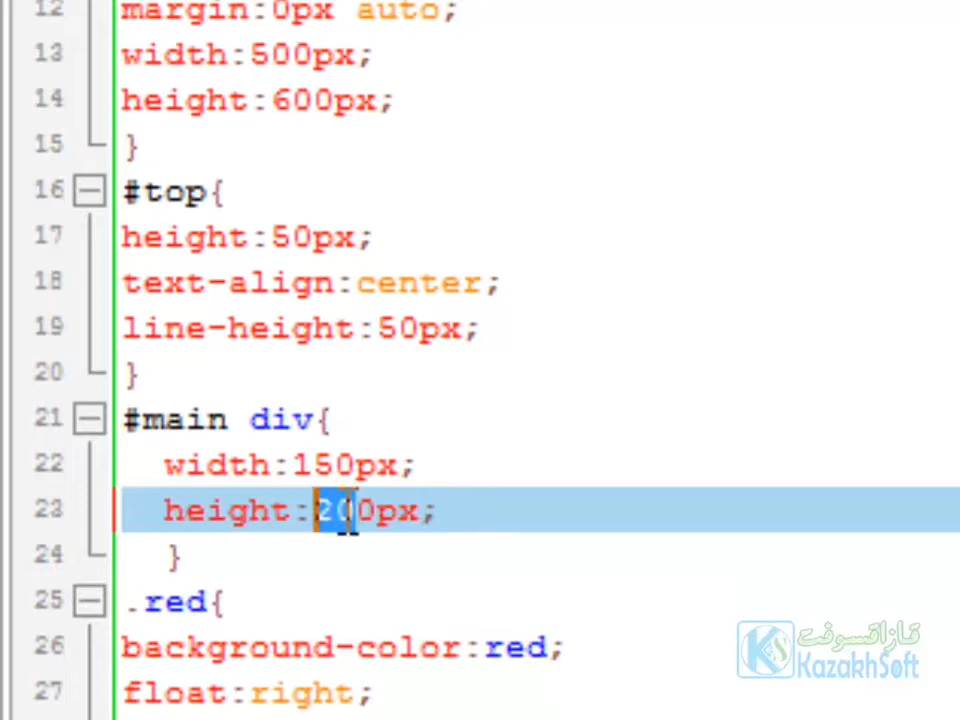 12 margin:0px auto;
13 width:500px;
14 height:600px;
15 }
16 #top{
17 height:50px;
18 text-align:center;
19 line-height:50px;
20 }
21 #main div{
22 width:150px;
23 height:200px;
24 }
25 .red{
26 background-color:red;
27 float:right;
قازاقسوفت
KazakhSoft